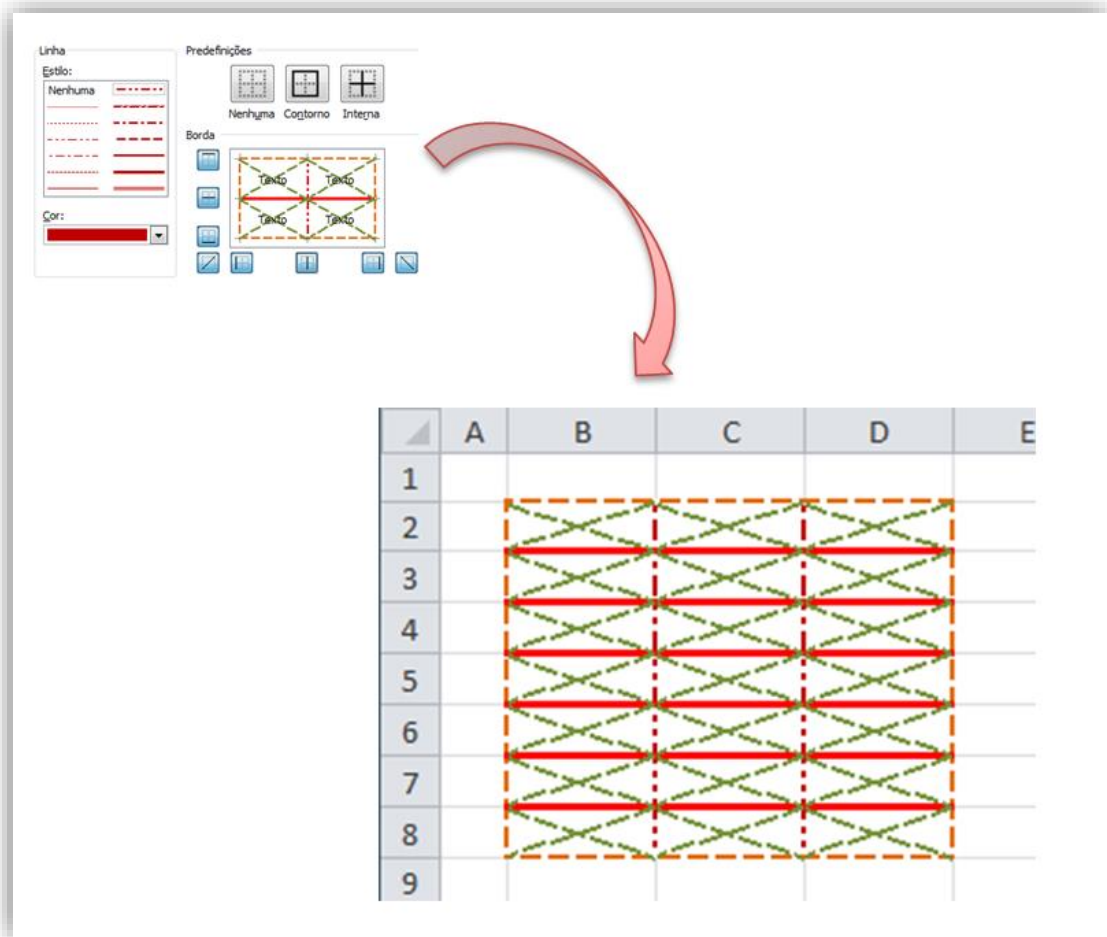 Linha
Estilo:
Nenhuma
Cor:
Predefinições
Nenhuma Contorno Interna
Borda
Texto Texto
Texto Texto
A B C D E
1
2
3
4
5
6
7
8
9